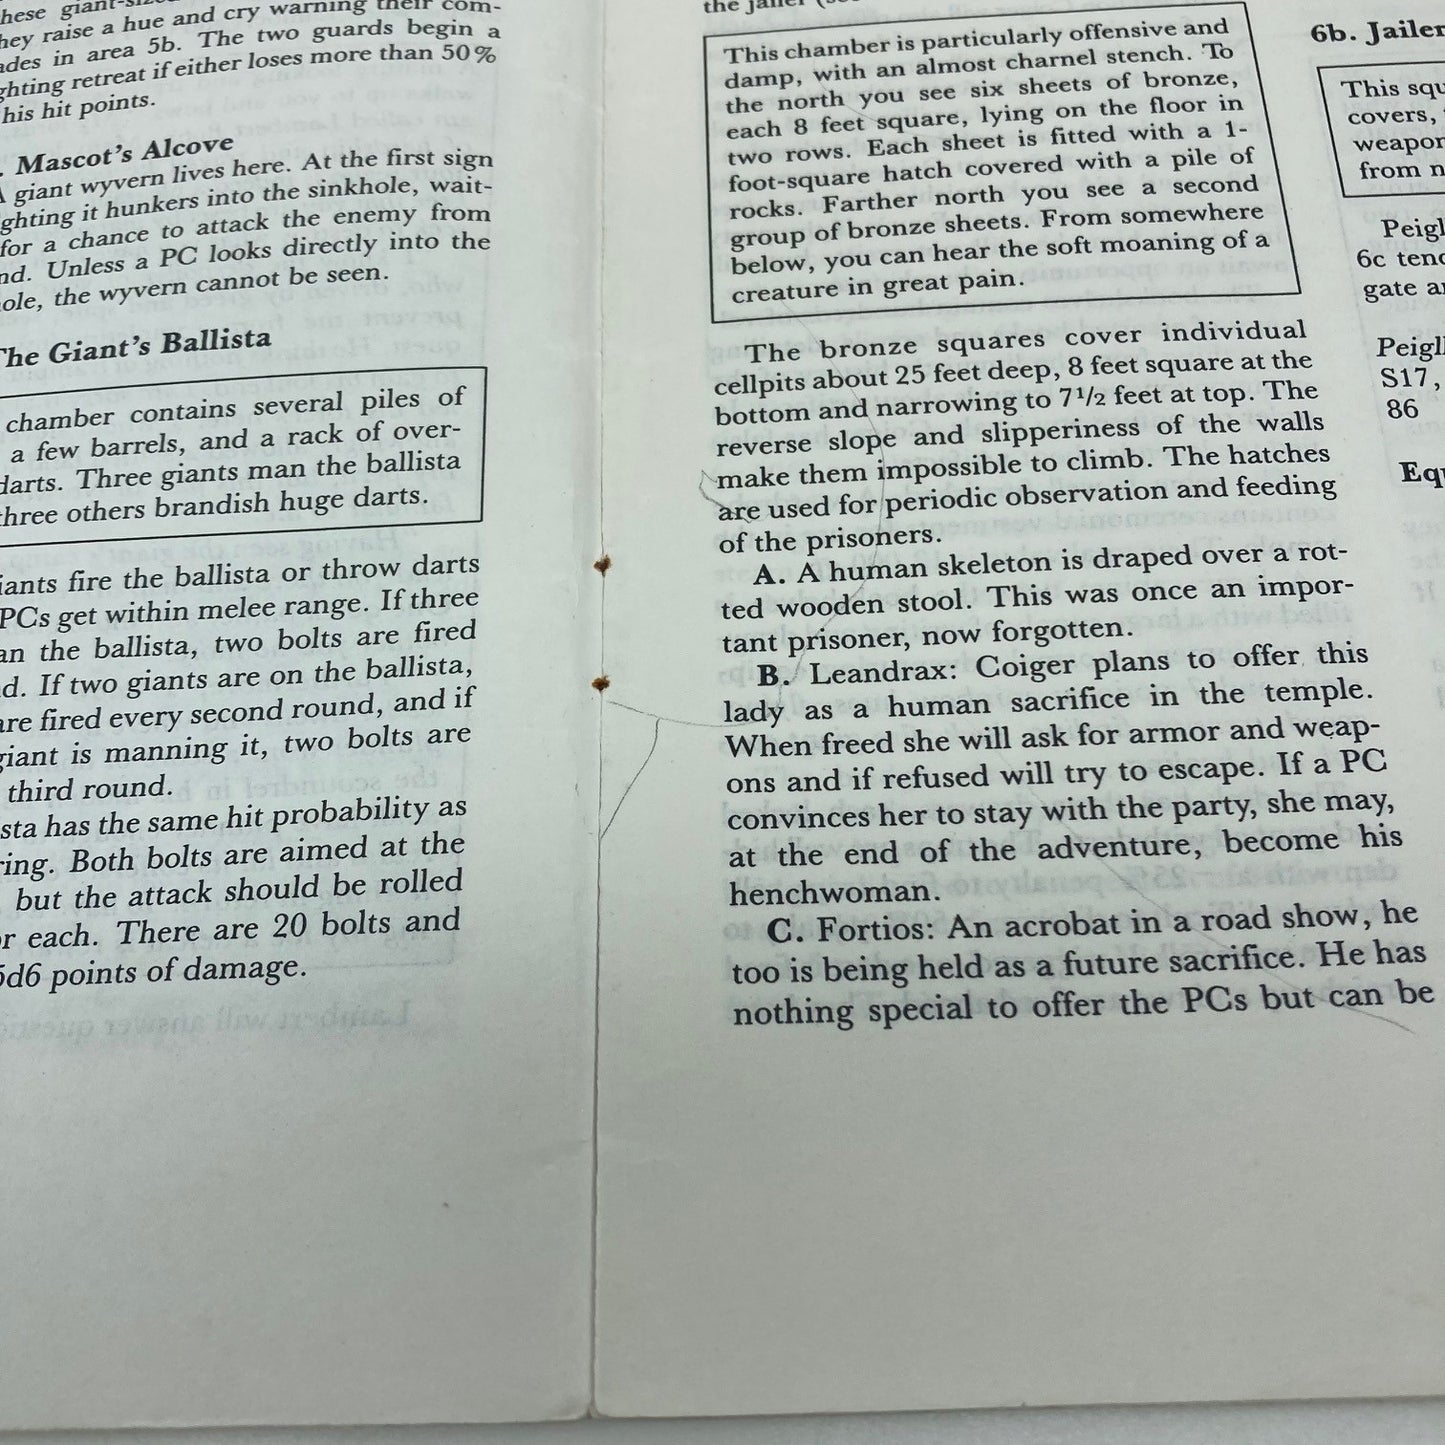 these giant-sized
they raise a hue and cry warning their com-
ades in area 5b. The two guards begin a
ghting retreat if either loses more than 50%
his hit points.
. Mascot's Alcove
A giant wyvern lives here. At the first sign
ghting it hunkers into the sinkhole, wait-
for a chance to attack the enemy from
nd. Unless a PC looks directly into the
ole, the wyvern cannot be seen.
The Giant's Ballista
chamber contains several piles of
a few barrels, and a rack of over-
darts. Three giants man the ballista
three others brandish huge darts.
iants fire the ballista or throw darts
PCs get within melee range. If three
an the ballista, two bolts are fired
d. If two giants are on the ballista,
are fired every second round, and if
giant is manning it, two bolts are
third round.
sta has the same hit probability as
ring. Both bolts are aimed at the
, but the attack should be rolled
or each. There are 20 bolts and
5d6 points of damage.
the jailer
This chamber is particularly offensive and
damp, with an almost charnel stench. To
the north you see six sheets of bronze,
each 8 feet square, lying on the floor in
two rows. Each sheet is fitted with a 1-
foot-square hatch covered with a pile of
rocks. Farther north you see a second
group of bronze sheets. From somewhere
below, you can hear the soft moaning of a
creature in great pain.
The bronze squares cover individual
cellpits about 25 feet deep, 8 feet square at the
bottom and narrowing to 7½ feet at top. The
reverse slope and slipperiness of the walls
make them impossible to climb. The hatches
are used for periodic observation and feeding
of the prisoners.
A. A human skeleton is draped over a rot-
ted wooden stool. This was once an impor-
tant prisoner, now forgotten.
B. Leandrax: Coiger plans to offer this
lady as a human sacrifice in the temple.
When freed she will ask for armor and weap-
ons and if refused will try to escape. If a PC
convinces her to stay with the party, she may,
at the end of the adventure, become his
henchwoman.
C. Fortios: An acrobat in a road show, he
too is being held as a future sacrifice. He has
nothing special to offer the PCs but can be
6b. Jailer
This squ
covers,
weapon
from n
Peigl
6c tend
gate an
Peigll
S17,
86
Equ